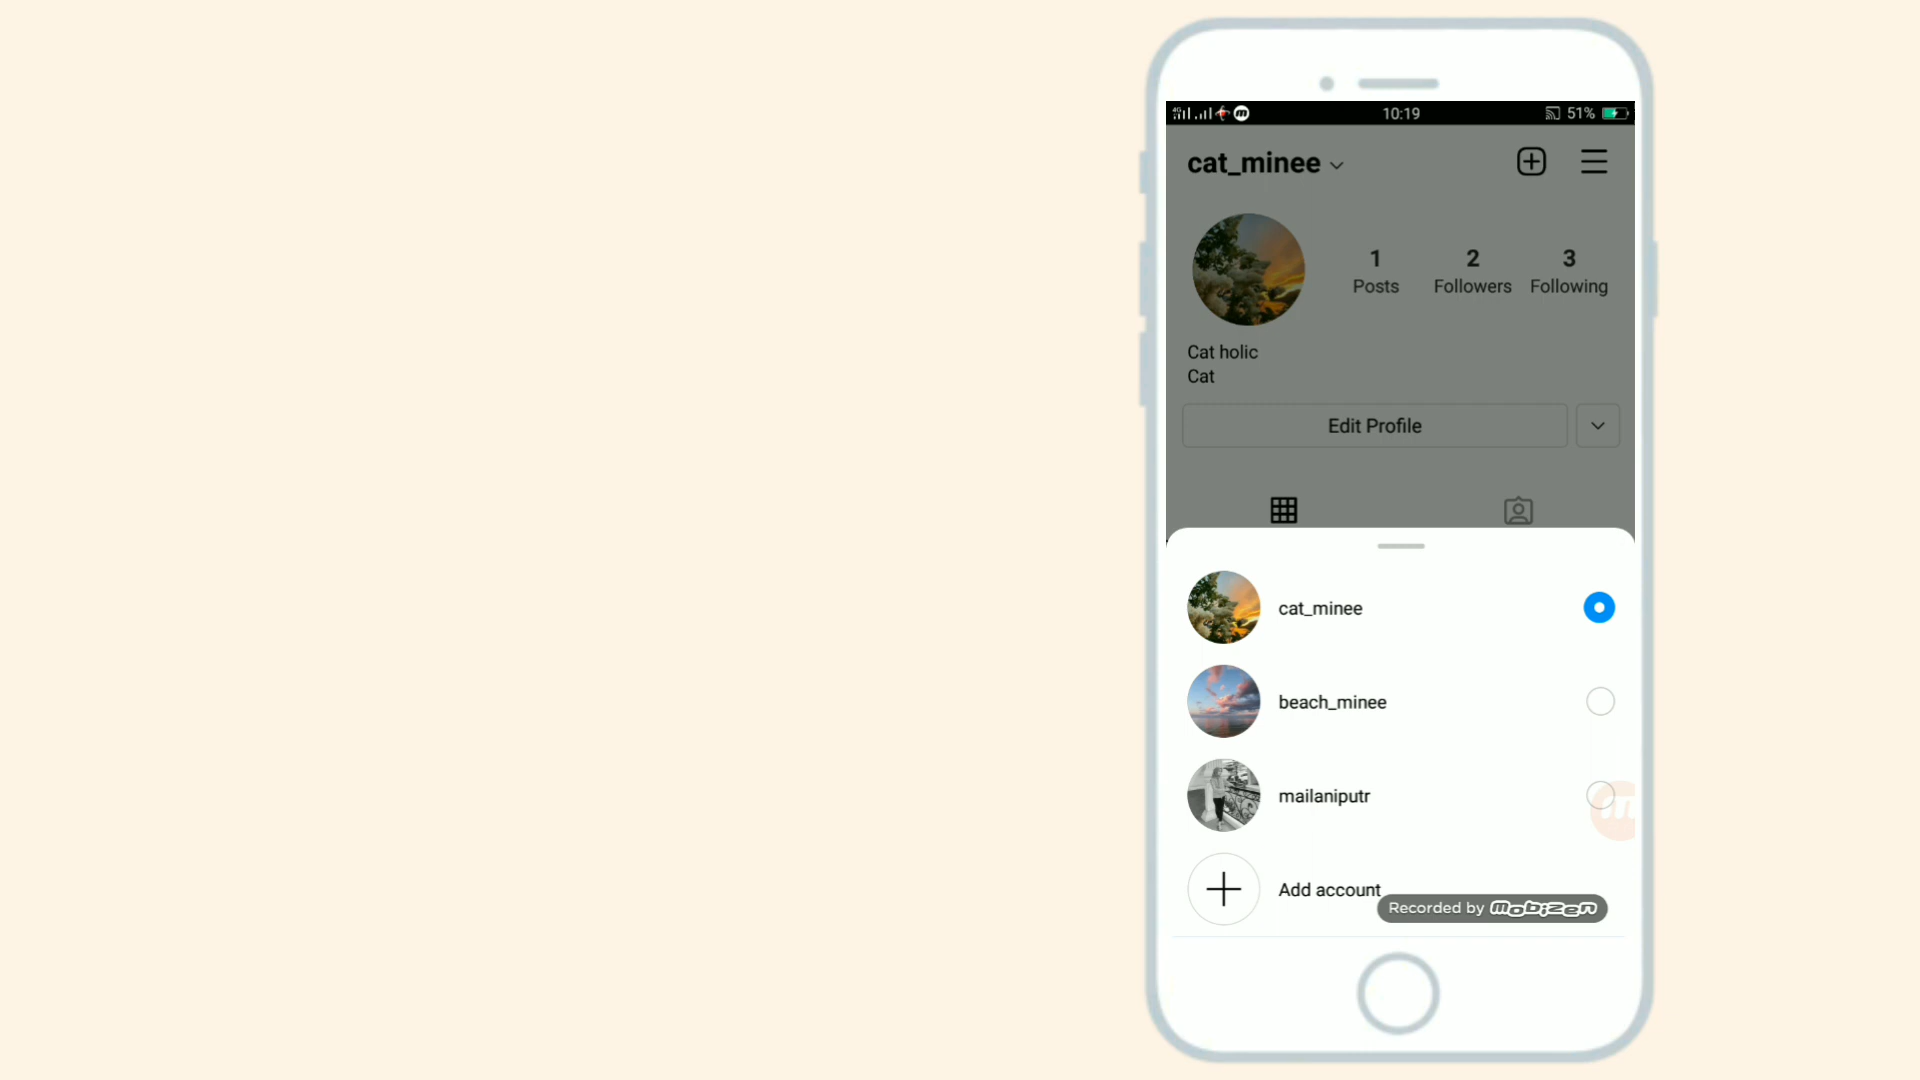 4G 10:19 51%
cat_minee
1 2 3
Posts Followers Following
Cat holic
Cat
Edit Profile
cat_minee
beach_minee
mailaniputr
Add account
Recorded by mobizen